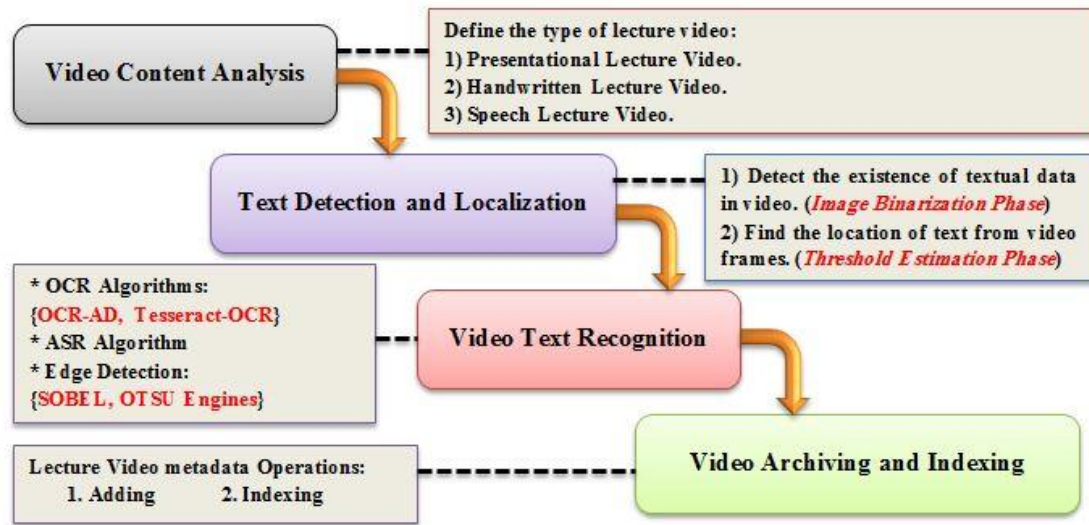 Video Content Analysis
Define the type of lecture video:
1) Presentational Lecture Video.
2) Handwritten Lecture Video.
3) Speech Lecture Video.
Text Detection and Localization
1) Detect the existence of textual data
in video. (Image Binarization Phase)
2) Find the location of text from video
frames. (Threshold Estimation Phase)
* OCR Algorithms:
{OCR-AD, Tesseract-OCR}
* ASR Algorithm
* Edge Detection:
{SOBEL, OTSU Engines}
Video Text Recognition
Lecture Video metadata Operations:
1. Adding 2. Indexing
Video Archiving and Indexing